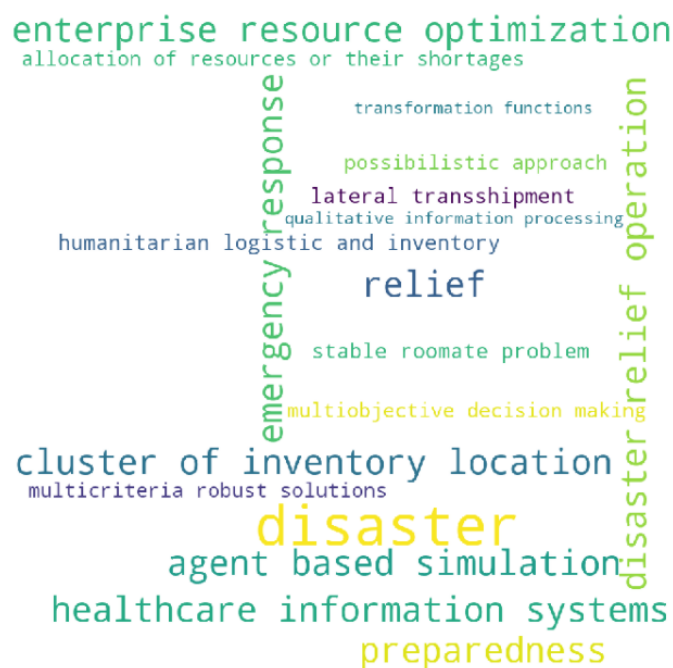 enterprise resource optimization
allocation of resources or their shortages
emergency response
disaster relief operation
transformation functions
possibilistic approach
lateral transshipment
qualitative information processing
humanitarian logistic and inventory
relief
stable roomate problem
multiobjective decision making
cluster of inventory location
multicriteria robust solutions
disaster
agent based simulation
healthcare information systems
preparedness